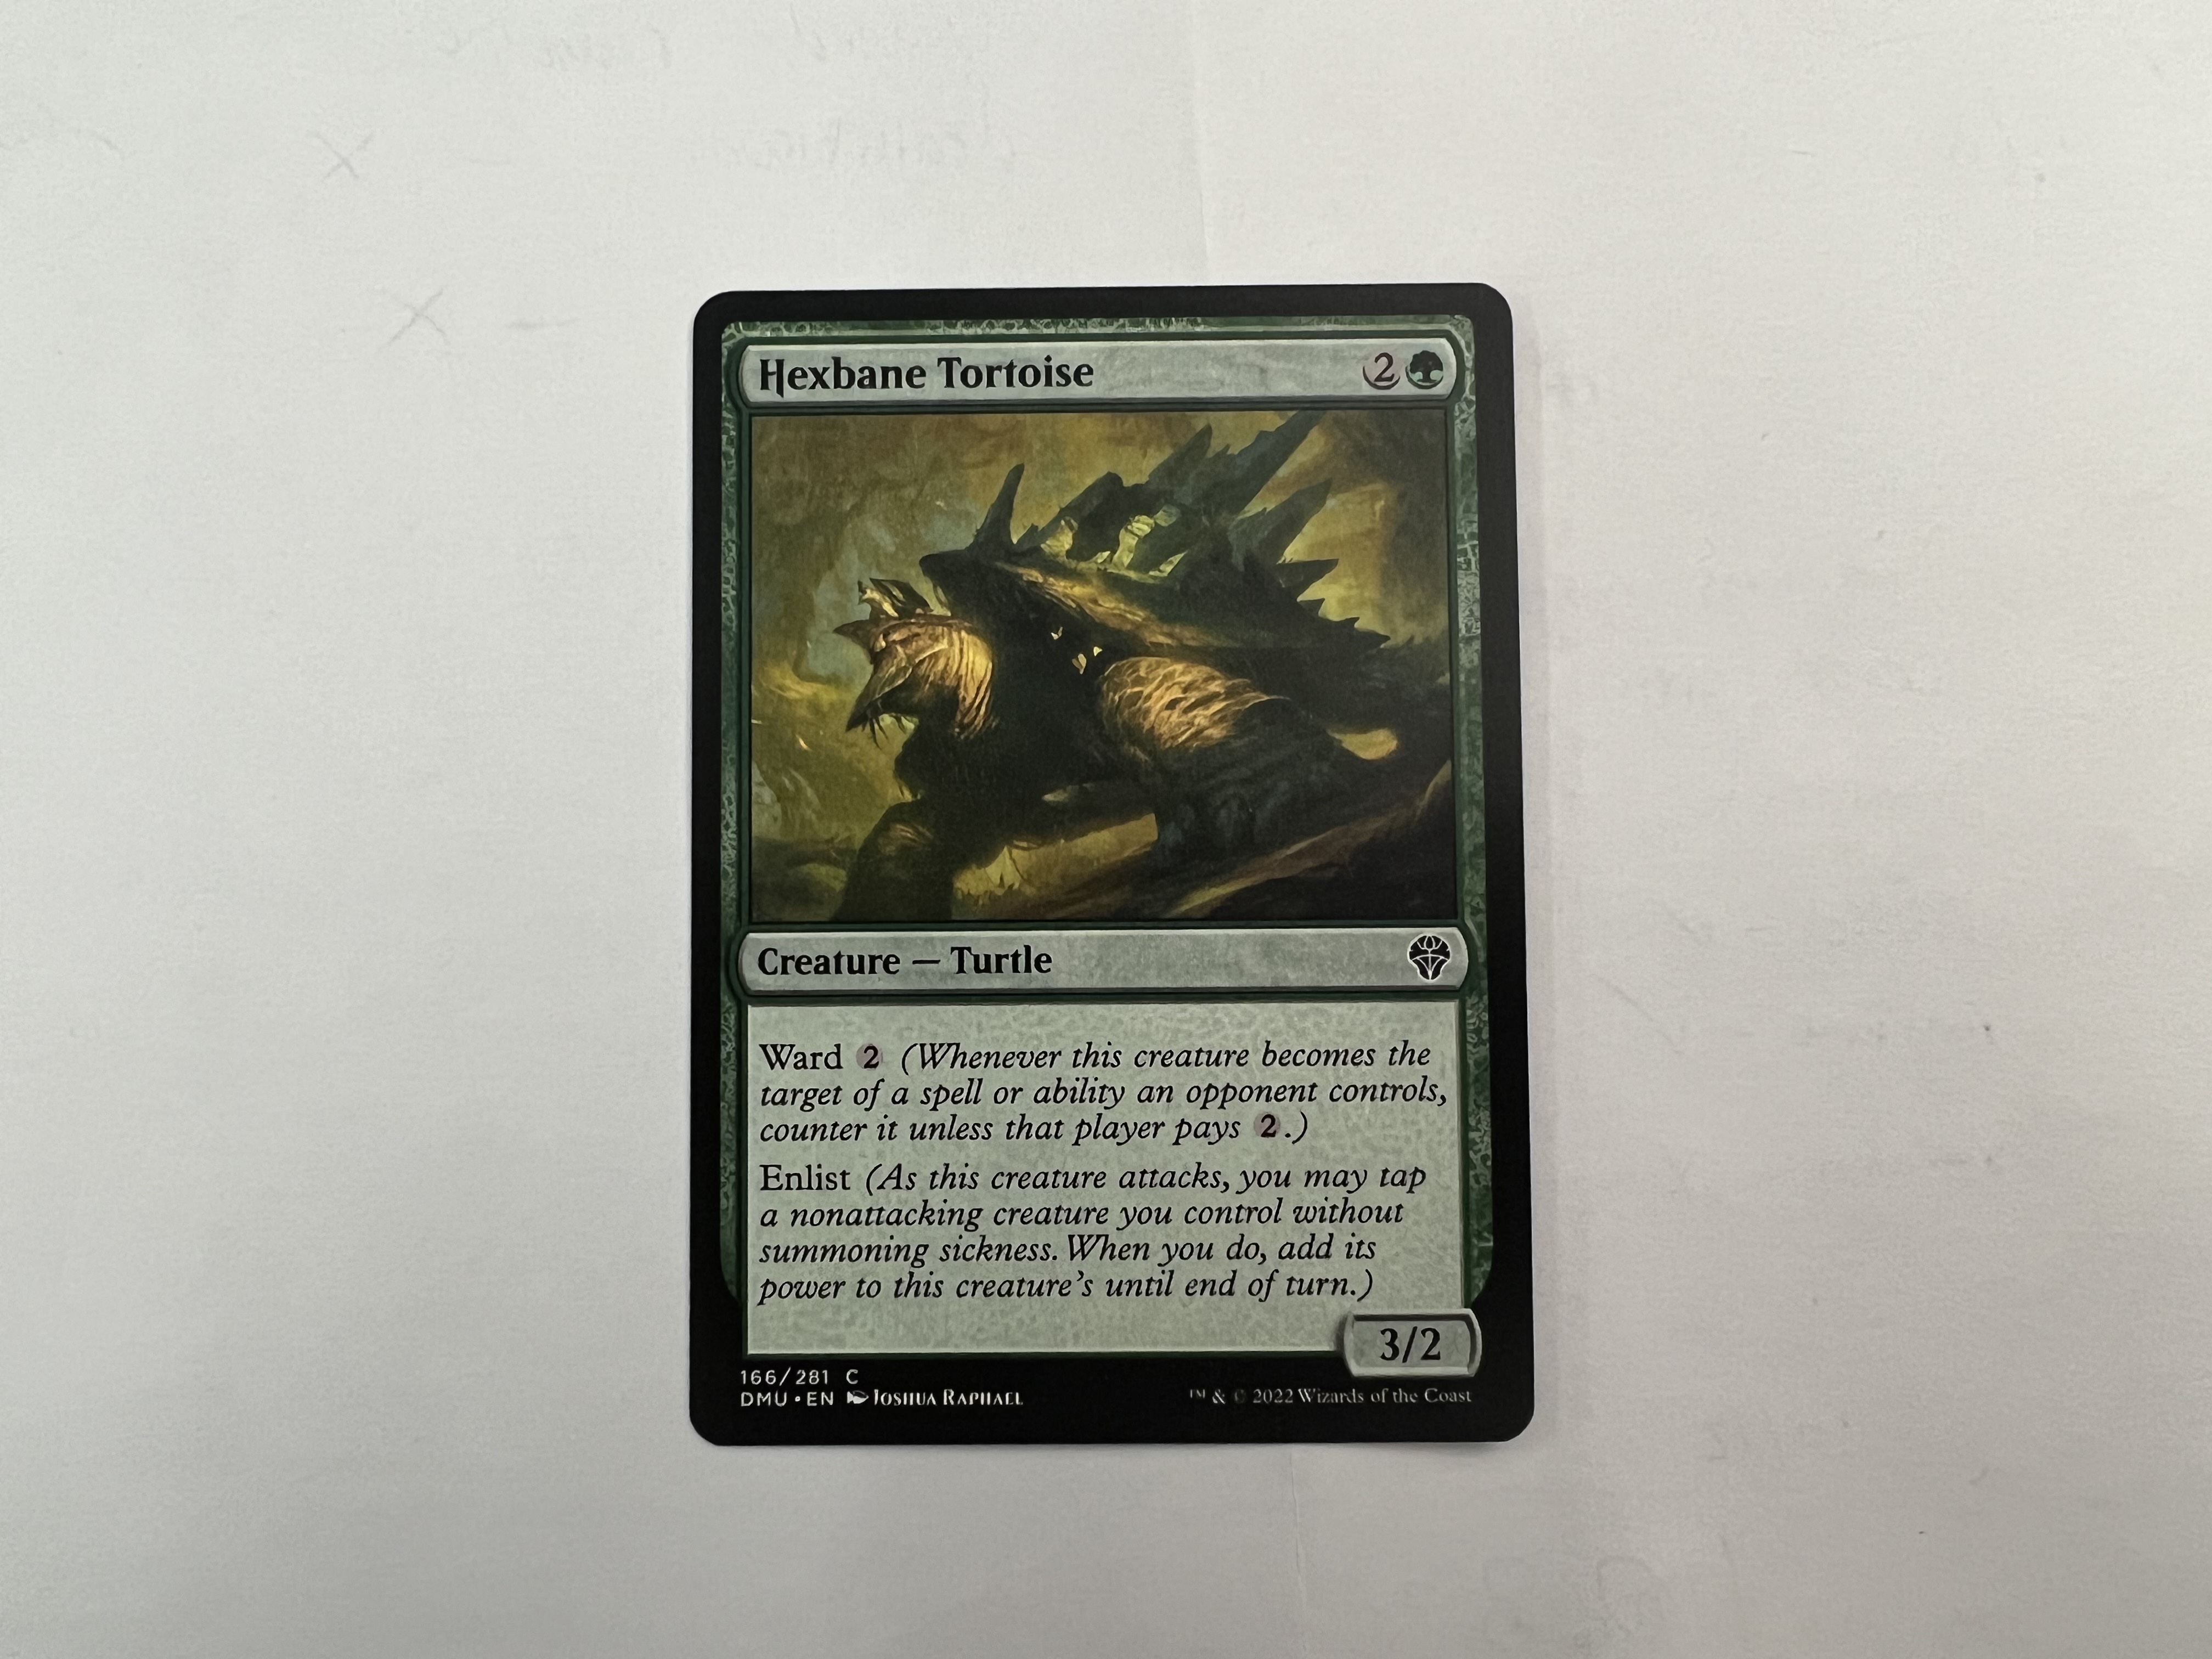 Hexbane Tortoise 2
Creature — Turtle
Ward 2 (Whenever this creature becomes the
target of a spell or ability an opponent controls,
counter it unless that player pays 2.)
Enlist (As this creature attacks, you may tap
a nonattacking creature you control without
summoning sickness. When you do, add its
power to this creature's until end of turn.)
3/2
166/281 C
DMU • EN Joshua Raphael
™ & © 2022 Wizards of the Coast